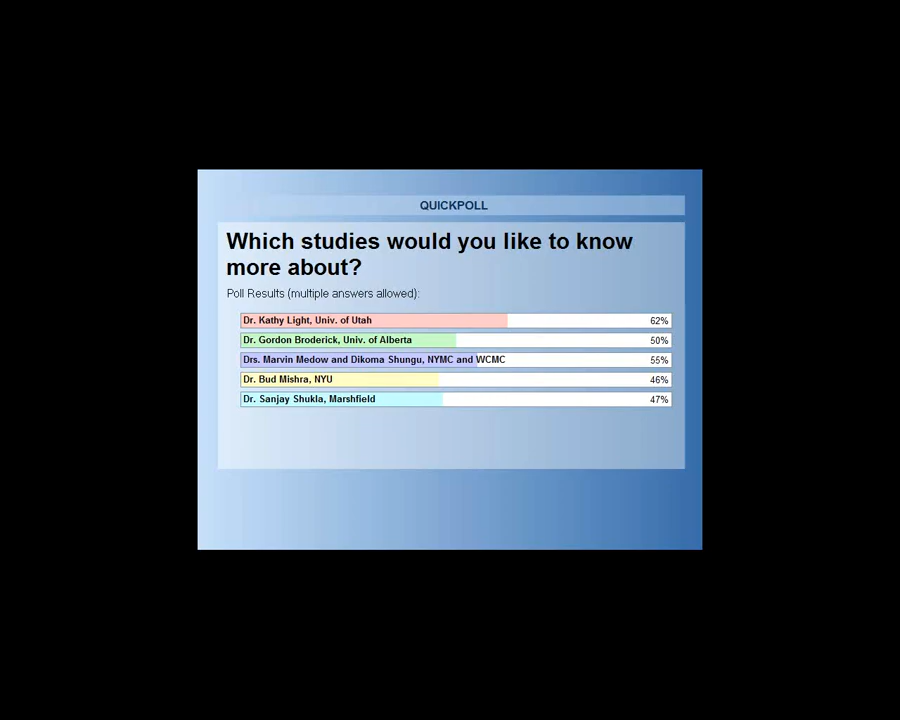 QUICKPOLL
Which studies would you like to know
more about?
Poll Results (multiple answers allowed):
Dr. Kathy Light, Univ. of Utah 62%
Dr. Gordon Broderick, Univ. of Alberta 50%
Drs. Marvin Medow and Dikoma Shungu, NYMC and WCMC 55%
Dr. Bud Mishra, NYU 46%
Dr. Sanjay Shukla, Marshfield 47%